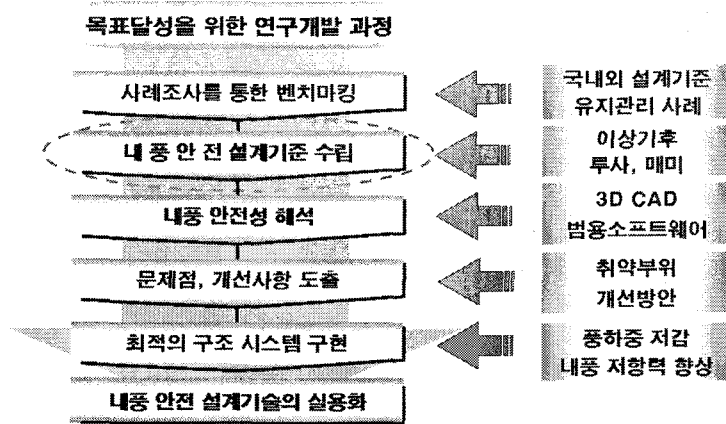 목표달성을 위한 연구개발 과정
사례조사를 통한 벤치마킹
국내외 설계기준
유지관리 사례
내 풍 안 전 설계기준 수립
이상기후
루사, 매미
내풍 안전성 해석
3D CAD
범용소프트웨어
문제점, 개선사항 도출
취약부위
개선방안
최적의 구조 시스템 구현
풍하중 저감
내풍 저항력 향상
내풍 안전 설계기술의 실용화